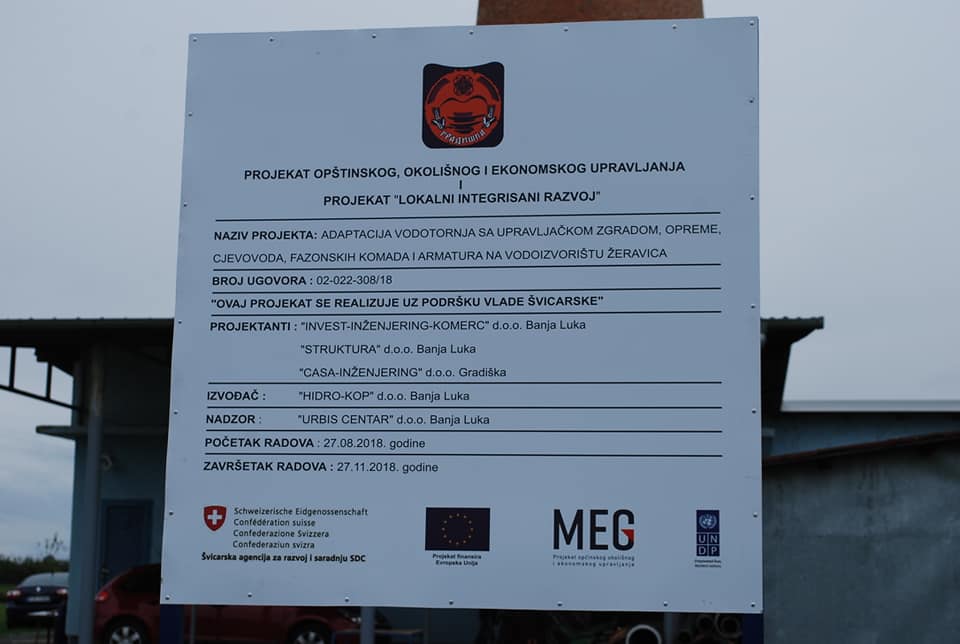 градишка
PROJEKAT OPŠTINSKOG, OKOLIŠNOG I EKONOMSKOG UPRAVLJANJA
I
PROJEKAT "LOKALNI INTEGRISANI RAZVOJ"
NAZIV PROJEKTA: ADAPTACIJA VODOTORNJA SA UPRAVLJAČKOM ZGRADOM, OPREME,
CJEVOVODA, FAZONSKIH KOMADA I ARMATURA NA VODOIZVORIŠTU ŽERAVICA
BROJ UGOVORA : 02-022-308/18
"OVAJ PROJEKAT SE REALIZUJE UZ PODRŠKU VLADE ŠVICARSKE"
PROJEKTANTI : "INVEST-INŽENJERING-KOMERC" d.o.o. Banja Luka
"STRUKTURA" d.o.o. Banja Luka
"CASA-INŽENJERING" d.o.o. Gradiška
IZVOĐAČ : "HIDRO-KOP" d.o.o. Banja Luka
NADZOR : "URBIS CENTAR" d.o.o. Banja Luka
POČETAK RADOVA : 27.08.2018. godine
ZAVRŠETAK RADOVA : 27.11.2018. godine
Schweizerische Eidgenossenschaft
Confédération suisse
Confederazione Svizzera
Confederaziun svizra
Švicarska agencija za razvoj i saradnju SDC
Projekat finansira
Evropska Unija
MEG
Projekat općinskog okolišnog
i ekonomskog upravljanja
UN
DP